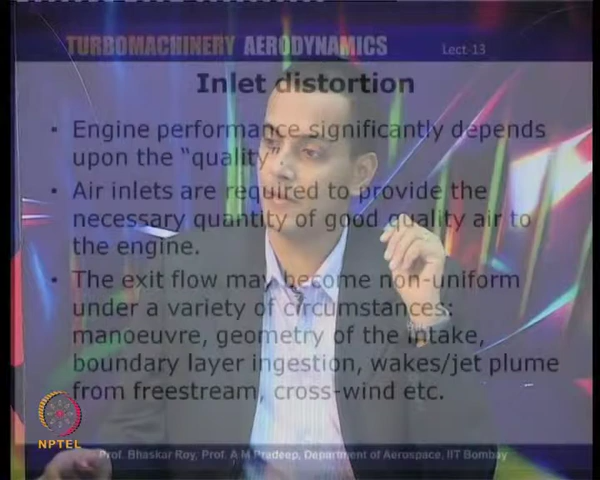 TURBOMACHINERY AERODYNAMICS Lect-13
Inlet distortion
▪ Engine performance significantly depends
upon the “quality”.
▪ Air inlets are required to provide the
necessary quantity of good quality air to
the engine.
▪ The exit flow may become non-uniform
under a variety of circumstances:
manoeuvre, geometry of the intake,
boundary layer ingestion, wakes/jet plume
from freestream, cross-wind etc.
NPTEL
Prof. Bhaskar Roy, Prof. A M Pradeep, Department of Aerospace, IIT Bombay